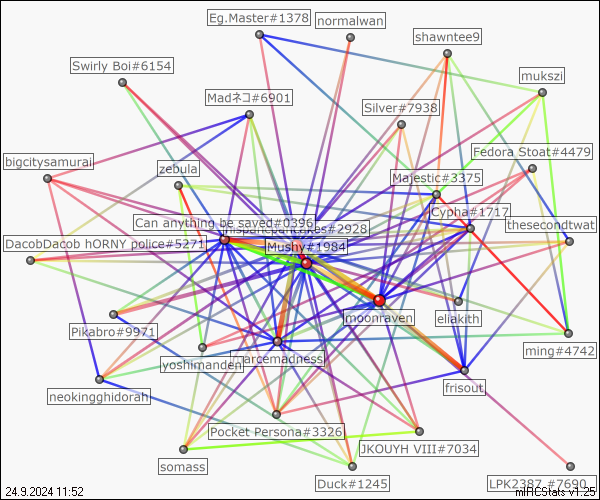 Eg.Master#1378
normalwan
shawntee9
Swirly Boi#6154
mukszi
Madネコ#6901
Silver#7938
Fedora Stoat#4479
bigcitysamurai
zebula
Majestic#3375
Cypha#1717
Can anything be saved#0396
#2928
thesecondtwat
DacobDacob hORNY police#5271
Mushy#1984
moonraven
eliakith
Pikabro#9971
ming#4742
yoshimanden
arcemadness
frisout
neokingghidorah
Pocket Persona#3326
JKOUYH VIII#7034
somass
Duck#1245
LPK2387 #7690
24.9.2024 11:52
mIRCStats v1.25